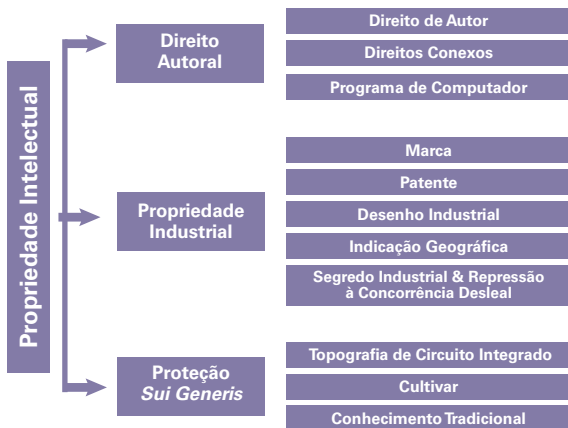 Propriedade Intelectual
Direito
Autoral
Direito de Autor
Direitos Conexos
Programa de Computador
Propriedade
Industrial
Marca
Patente
Desenho Industrial
Indicação Geográfica
Segredo Industrial & Repressão
à Concorrência Desleal
Proteção
Sui Generis
Topografia de Circuito Integrado
Cultivar
Conhecimento Tradicional